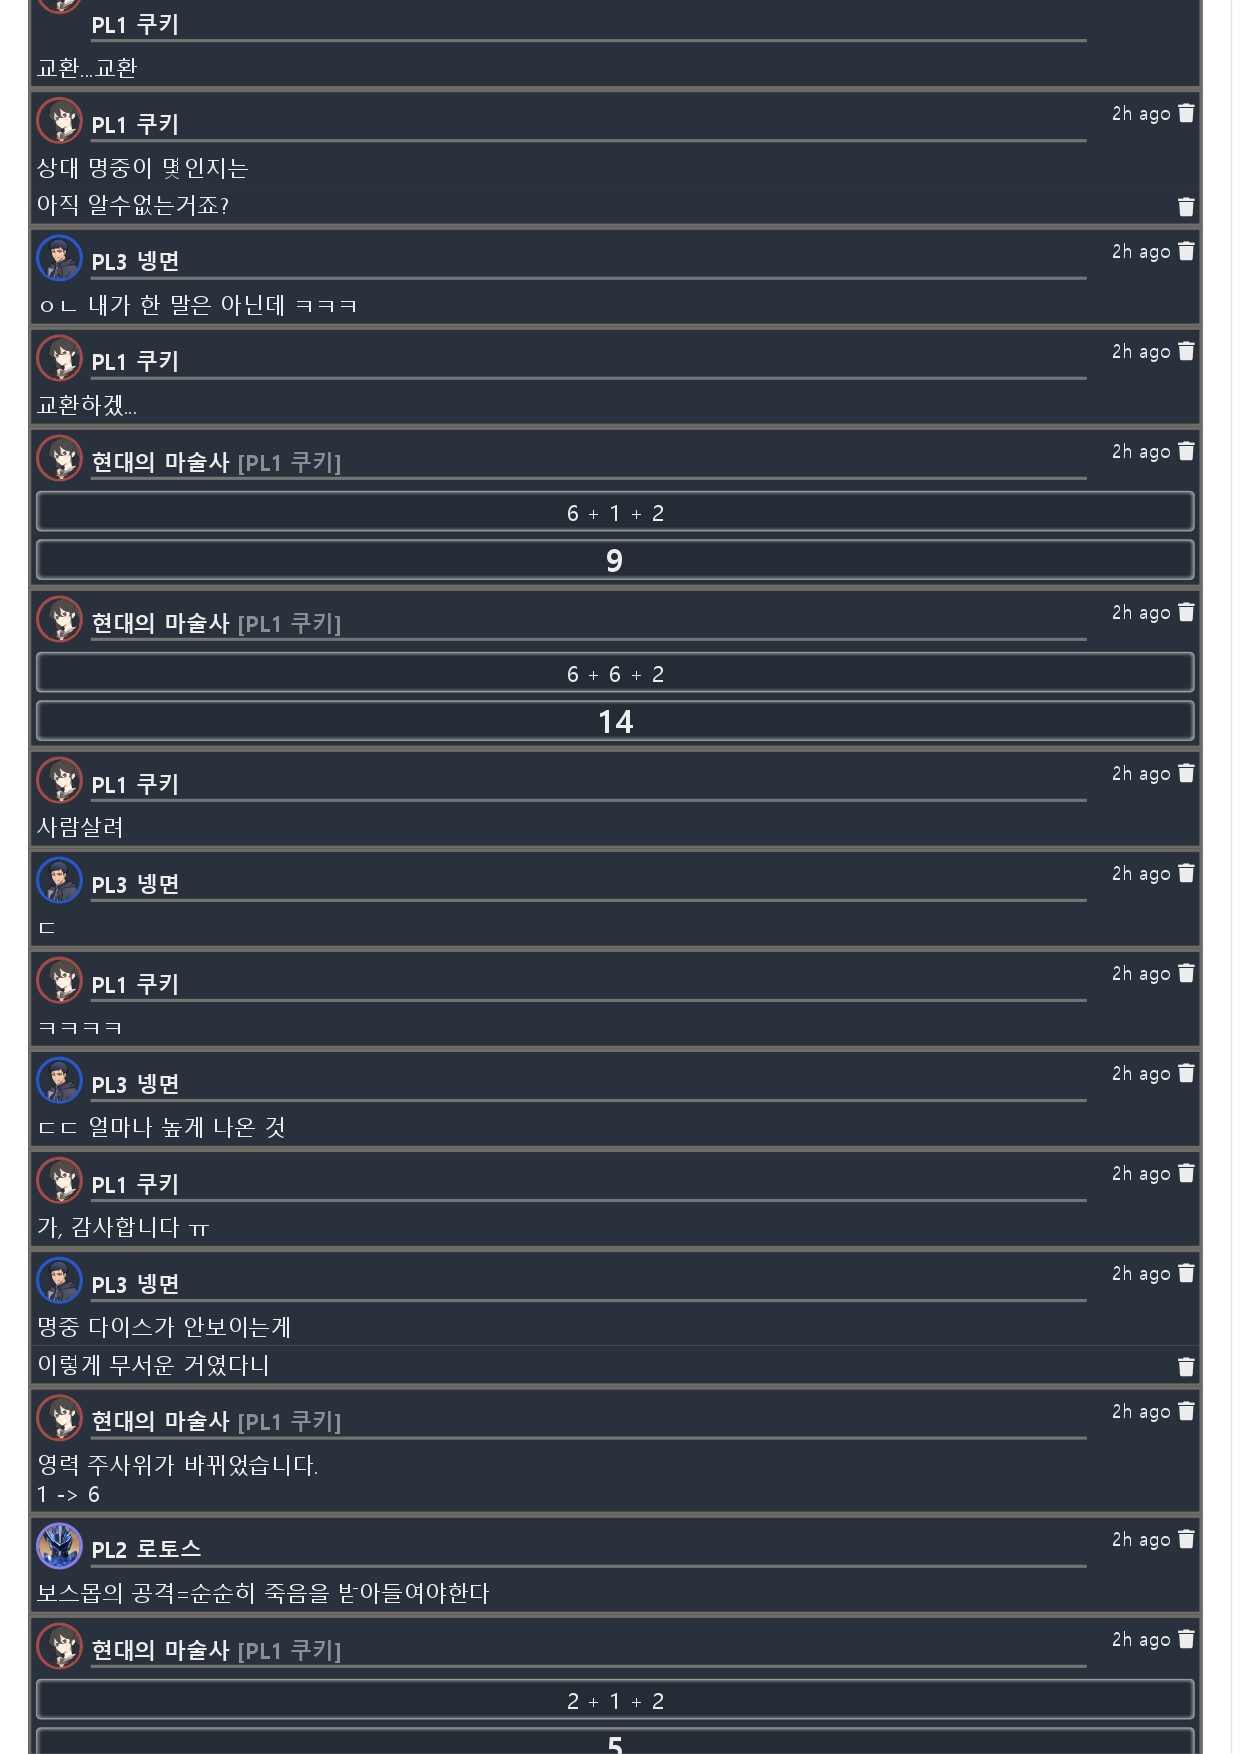 PL1 쿠키
교환...교환
PL1 쿠키 2h ago
상대 명중이 몇인지는
아직 알수없는거죠?
PL3 넹면 2h ago
ㅇㄴ 내가 한 말은 아닌데 ㅋㅋㅋ
PL1 쿠키 2h ago
교환하겠...
현대의 마술사 [PL1 쿠키] 2h ago
6 + 1 + 2
9
현대의 마술사 [PL1 쿠키] 2h ago
6 + 6 + 2
14
PL1 쿠키 2h ago
사람살려
PL3 넹면 2h ago
ㄷ
PL1 쿠키 2h ago
ㅋㅋㅋㅋ
PL3 넹면 2h ago
ㄷㄷ 얼마나 높게 나온 것
PL1 쿠키 2h ago
가, 감사합니다 ㅠ
PL3 넹면 2h ago
명중 다이스가 안보이는게
이렇게 무서운 거였다니
현대의 마술사 [PL1 쿠키] 2h ago
영력 주사위가 바뀌었습니다.
1 -> 6
PL2 로토스 2h ago
보스몹의 공격=순순히 죽음을 받아들여야한다
현대의 마술사 [PL1 쿠키] 2h ago
2 + 1 + 2
5